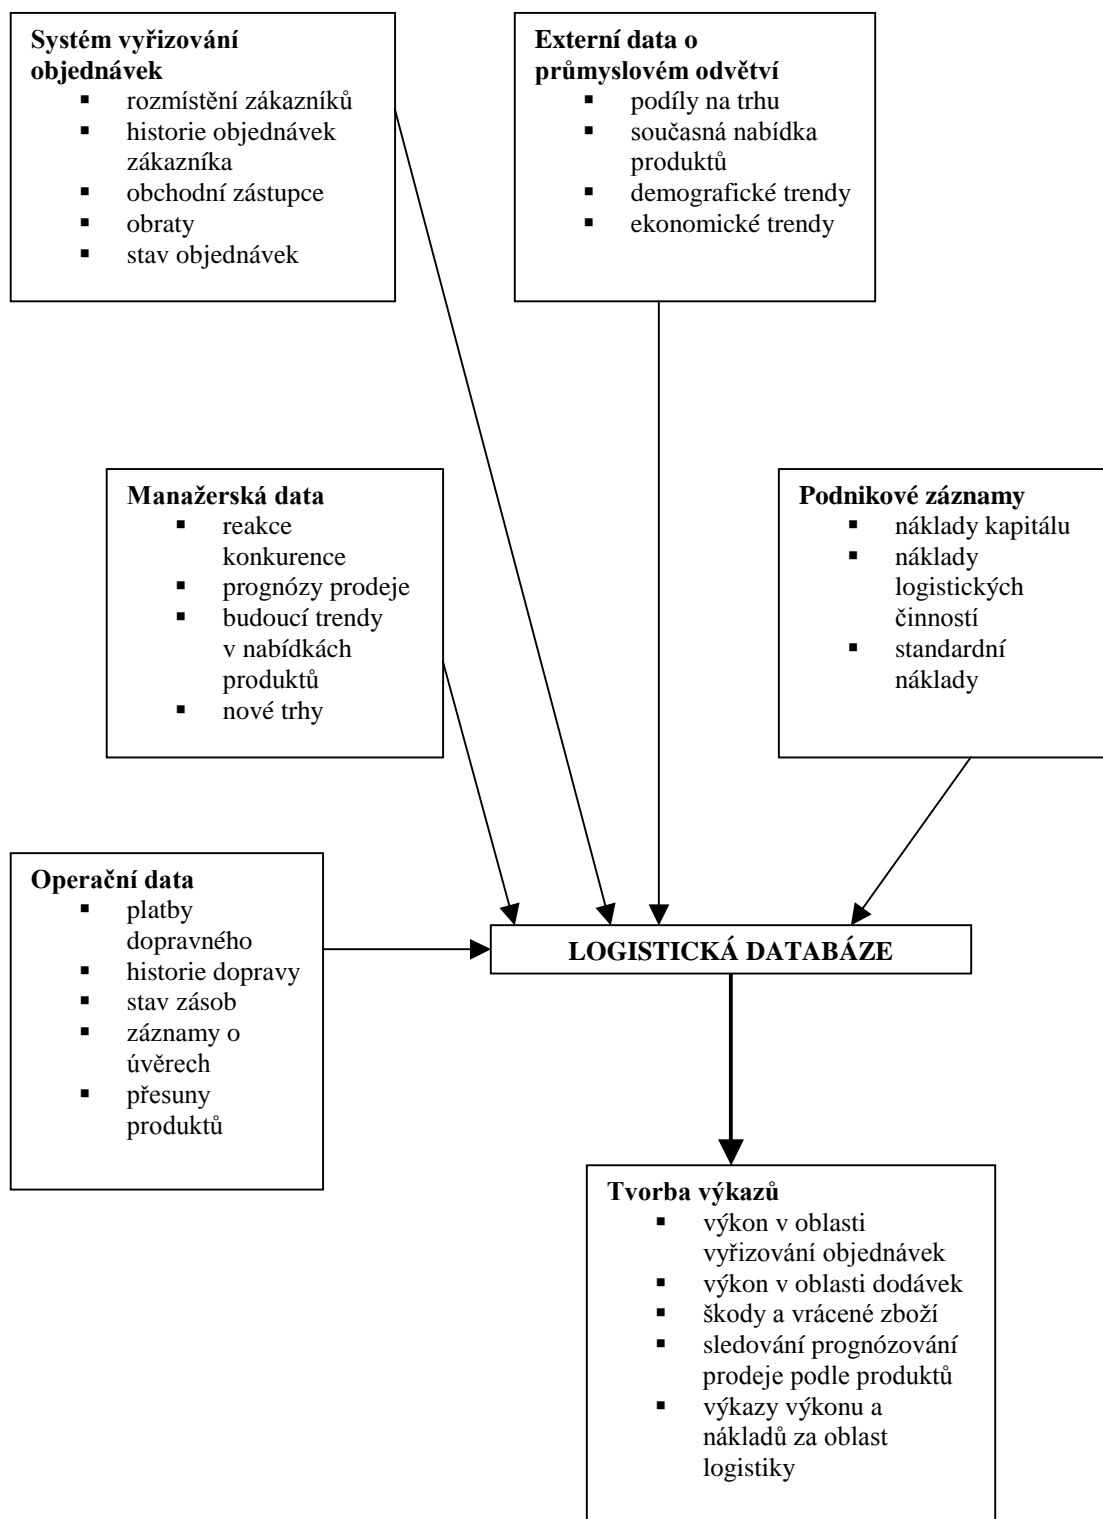 Systém vyřizování
objednávek
▪ rozmístění zákazníků
▪ historie objednávek
zákazníka
▪ obchodní zástupce
▪ obraty
▪ stav objednávek
Externí data o
průmyslovém odvětví
▪ podíly na trhu
▪ současná nabídka
produktů
▪ demografické trendy
▪ ekonomické trendy
Manažerská data
▪ reakce
konkurence
▪ prognózy prodeje
▪ budoucí trendy
v nabídkách
produktů
▪ nové trhy
Podnikové záznamy
▪ náklady kapitálu
▪ náklady
logistických
činností
▪ standardní
náklady
Operační data
▪ platby
dopravného
▪ historie dopravy
▪ stav zásob
▪ záznamy o
úvěrech
▪ přesuny
produktů
LOGISTICKÁ DATABÁZE
Tvorba výkazů
▪ výkon v oblasti
vyřizování objednávek
▪ výkon v oblasti dodávek
▪ škody a vrácené zboží
▪ sledování prognózování
prodeje podle produktů
▪ výkazy výkonu a
nákladů za oblast
logistiky